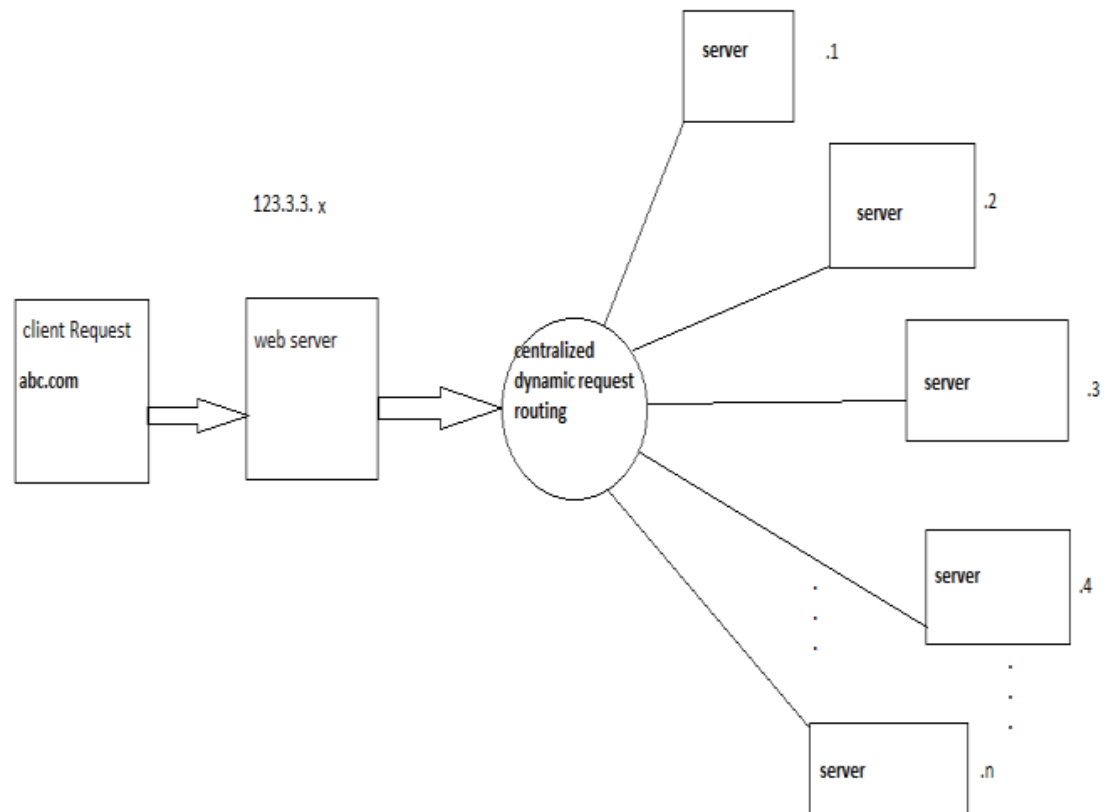 server .1
server .2
123.3.3. x
client Request
abc.com
web server
centralized
dynamic request
routing
server .3
server .4
server .n